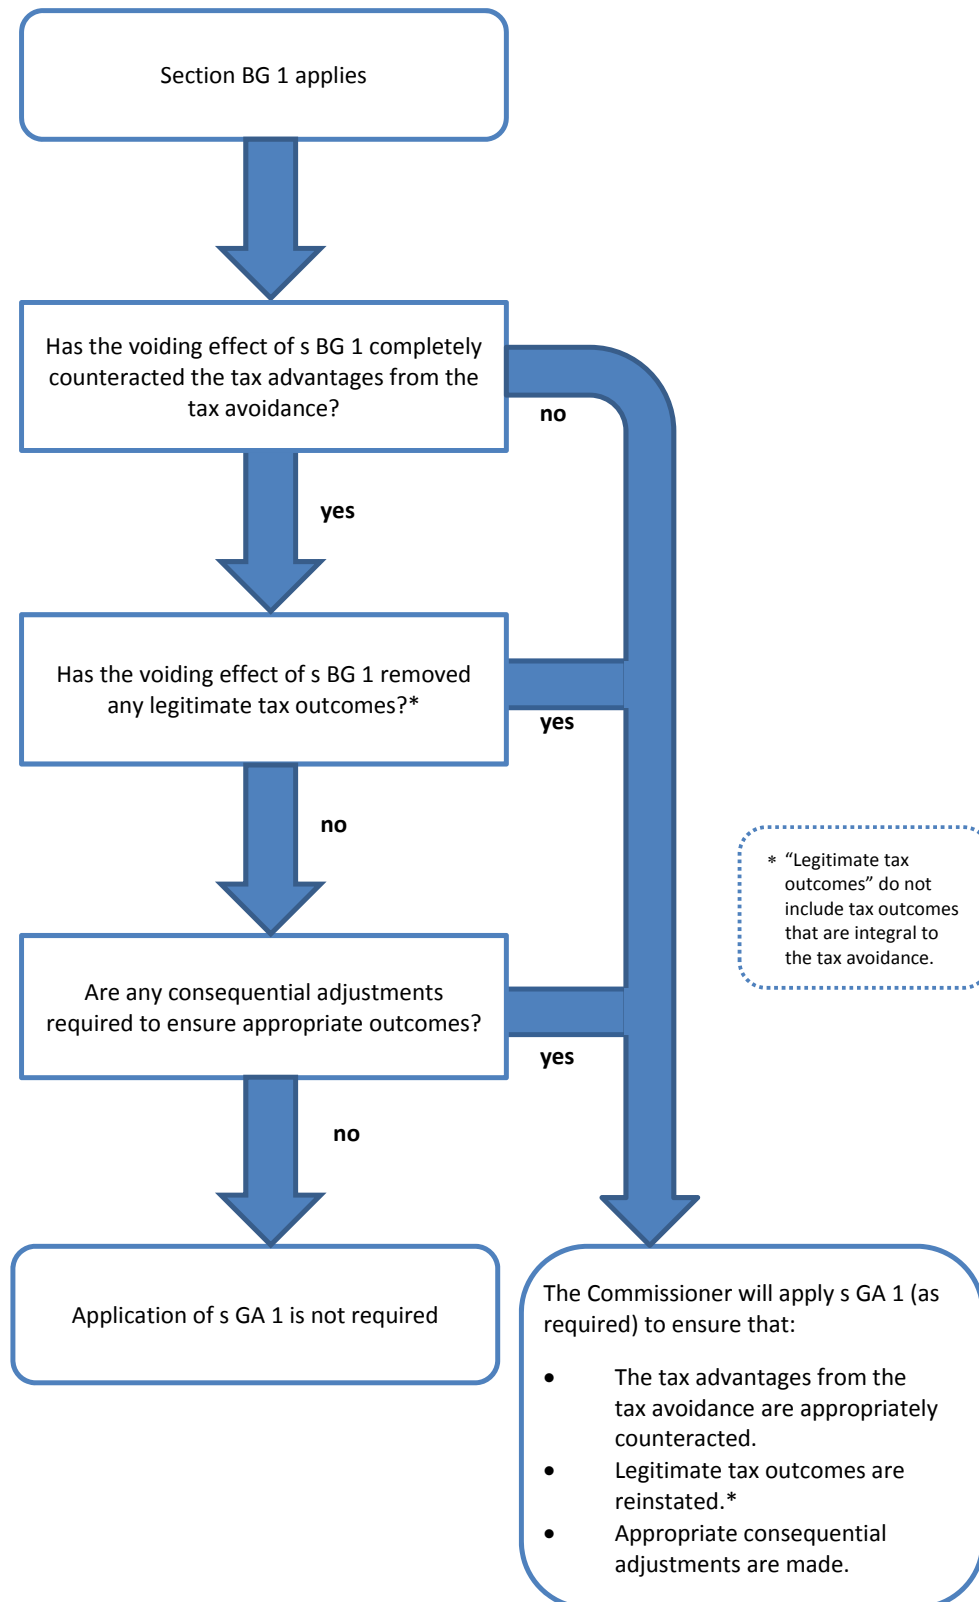 Section BG 1 applies
Has the voiding effect of s BG 1 completely
counteracted the tax advantages from the
tax avoidance?
no
yes
Has the voiding effect of s BG 1 removed
any legitimate tax outcomes?*
yes
no
* “Legitimate tax
outcomes” do not
include tax outcomes
that are integral to
the tax avoidance.
Are any consequential adjustments
required to ensure appropriate outcomes?
yes
no
Application of s GA 1 is not required
The Commissioner will apply s GA 1 (as
required) to ensure that:
• The tax advantages from the
tax avoidance are appropriately
counteracted.
• Legitimate tax outcomes are
reinstated.*
• Appropriate consequential
adjustments are made.